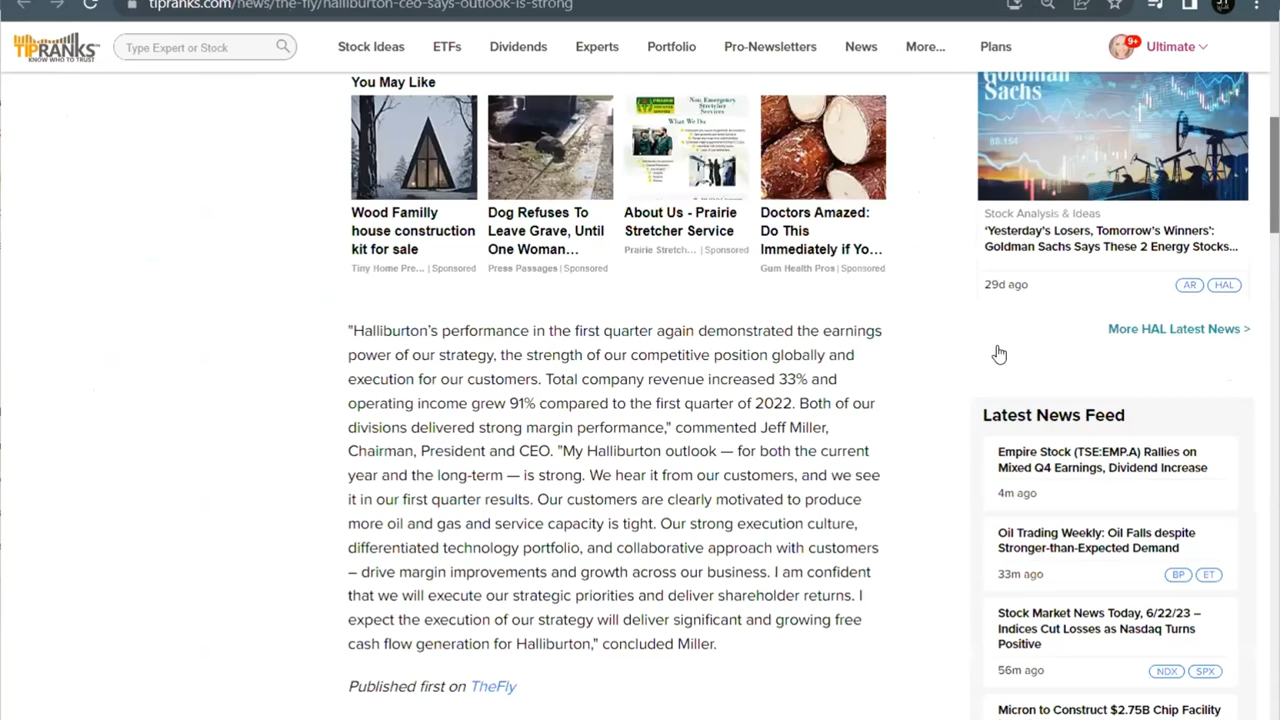 tipranks.com/news/the-fly/halliburton-ceo-says-outlook-is-strong
TIPRANKS
KNOW WHO TO TRUST
Type Expert or Stock
Stock Ideas
ETFs
Dividends
Experts
Portfolio
Pro-Newsletters
News
More...
Plans
9+
Ultimate
You May Like
Wood Familly
house construction
kit for sale
Tiny Home Pre... | Sponsored
Dog Refuses To
Leave Grave, Until
One Woman...
Press Passages | Sponsored
Non Emergency
Stretcher
Services
What We Do
About Us - Prairie
Stretcher Service
Prairie Stretch... | Sponsored
Doctors Amazed:
Do This
Immediately if Yo...
Gum Health Pros | Sponsored
"Halliburton's performance in the first quarter again demonstrated the earnings
power of our strategy, the strength of our competitive position globally and
execution for our customers. Total company revenue increased 33% and
operating income grew 91% compared to the first quarter of 2022. Both of our
divisions delivered strong margin performance," commented Jeff Miller,
Chairman, President and CEO. "My Halliburton outlook — for both the current
year and the long-term — is strong. We hear it from our customers, and we see
it in our first quarter results. Our customers are clearly motivated to produce
more oil and gas and service capacity is tight. Our strong execution culture,
differentiated technology portfolio, and collaborative approach with customers
– drive margin improvements and growth across our business. I am confident
that we will execute our strategic priorities and deliver shareholder returns. I
expect the execution of our strategy will deliver significant and growing free
cash flow generation for Halliburton," concluded Miller.
Published first on TheFly
Goldman
Sachs
88.154
Stock Analysis & Ideas
'Yesterday's Losers, Tomorrow's Winners':
Goldman Sachs Says These 2 Energy Stocks...
29d ago
AR
HAL
More HAL Latest News >
Latest News Feed
Empire Stock (TSE:EMP.A) Rallies on
Mixed Q4 Earnings, Dividend Increase
4m ago
Oil Trading Weekly: Oil Falls despite
Stronger-than-Expected Demand
33m ago
BP
ET
Stock Market News Today, 6/22/23 –
Indices Cut Losses as Nasdaq Turns
Positive
56m ago
NDX
SPX
Micron to Construct $2.75B Chip Facility